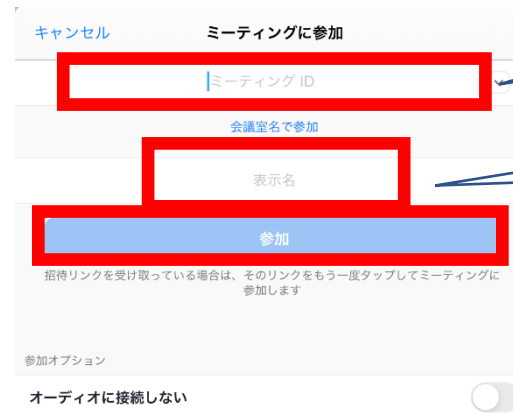 キャンセル ミーティングに参加
ミーティング ID
会議室名で参加
表示名
参加
招待リンクを受け取っている場合は、そのリンクをもう一度タップしてミーティングに
参加します
参加オプション
オーディオに接続しない